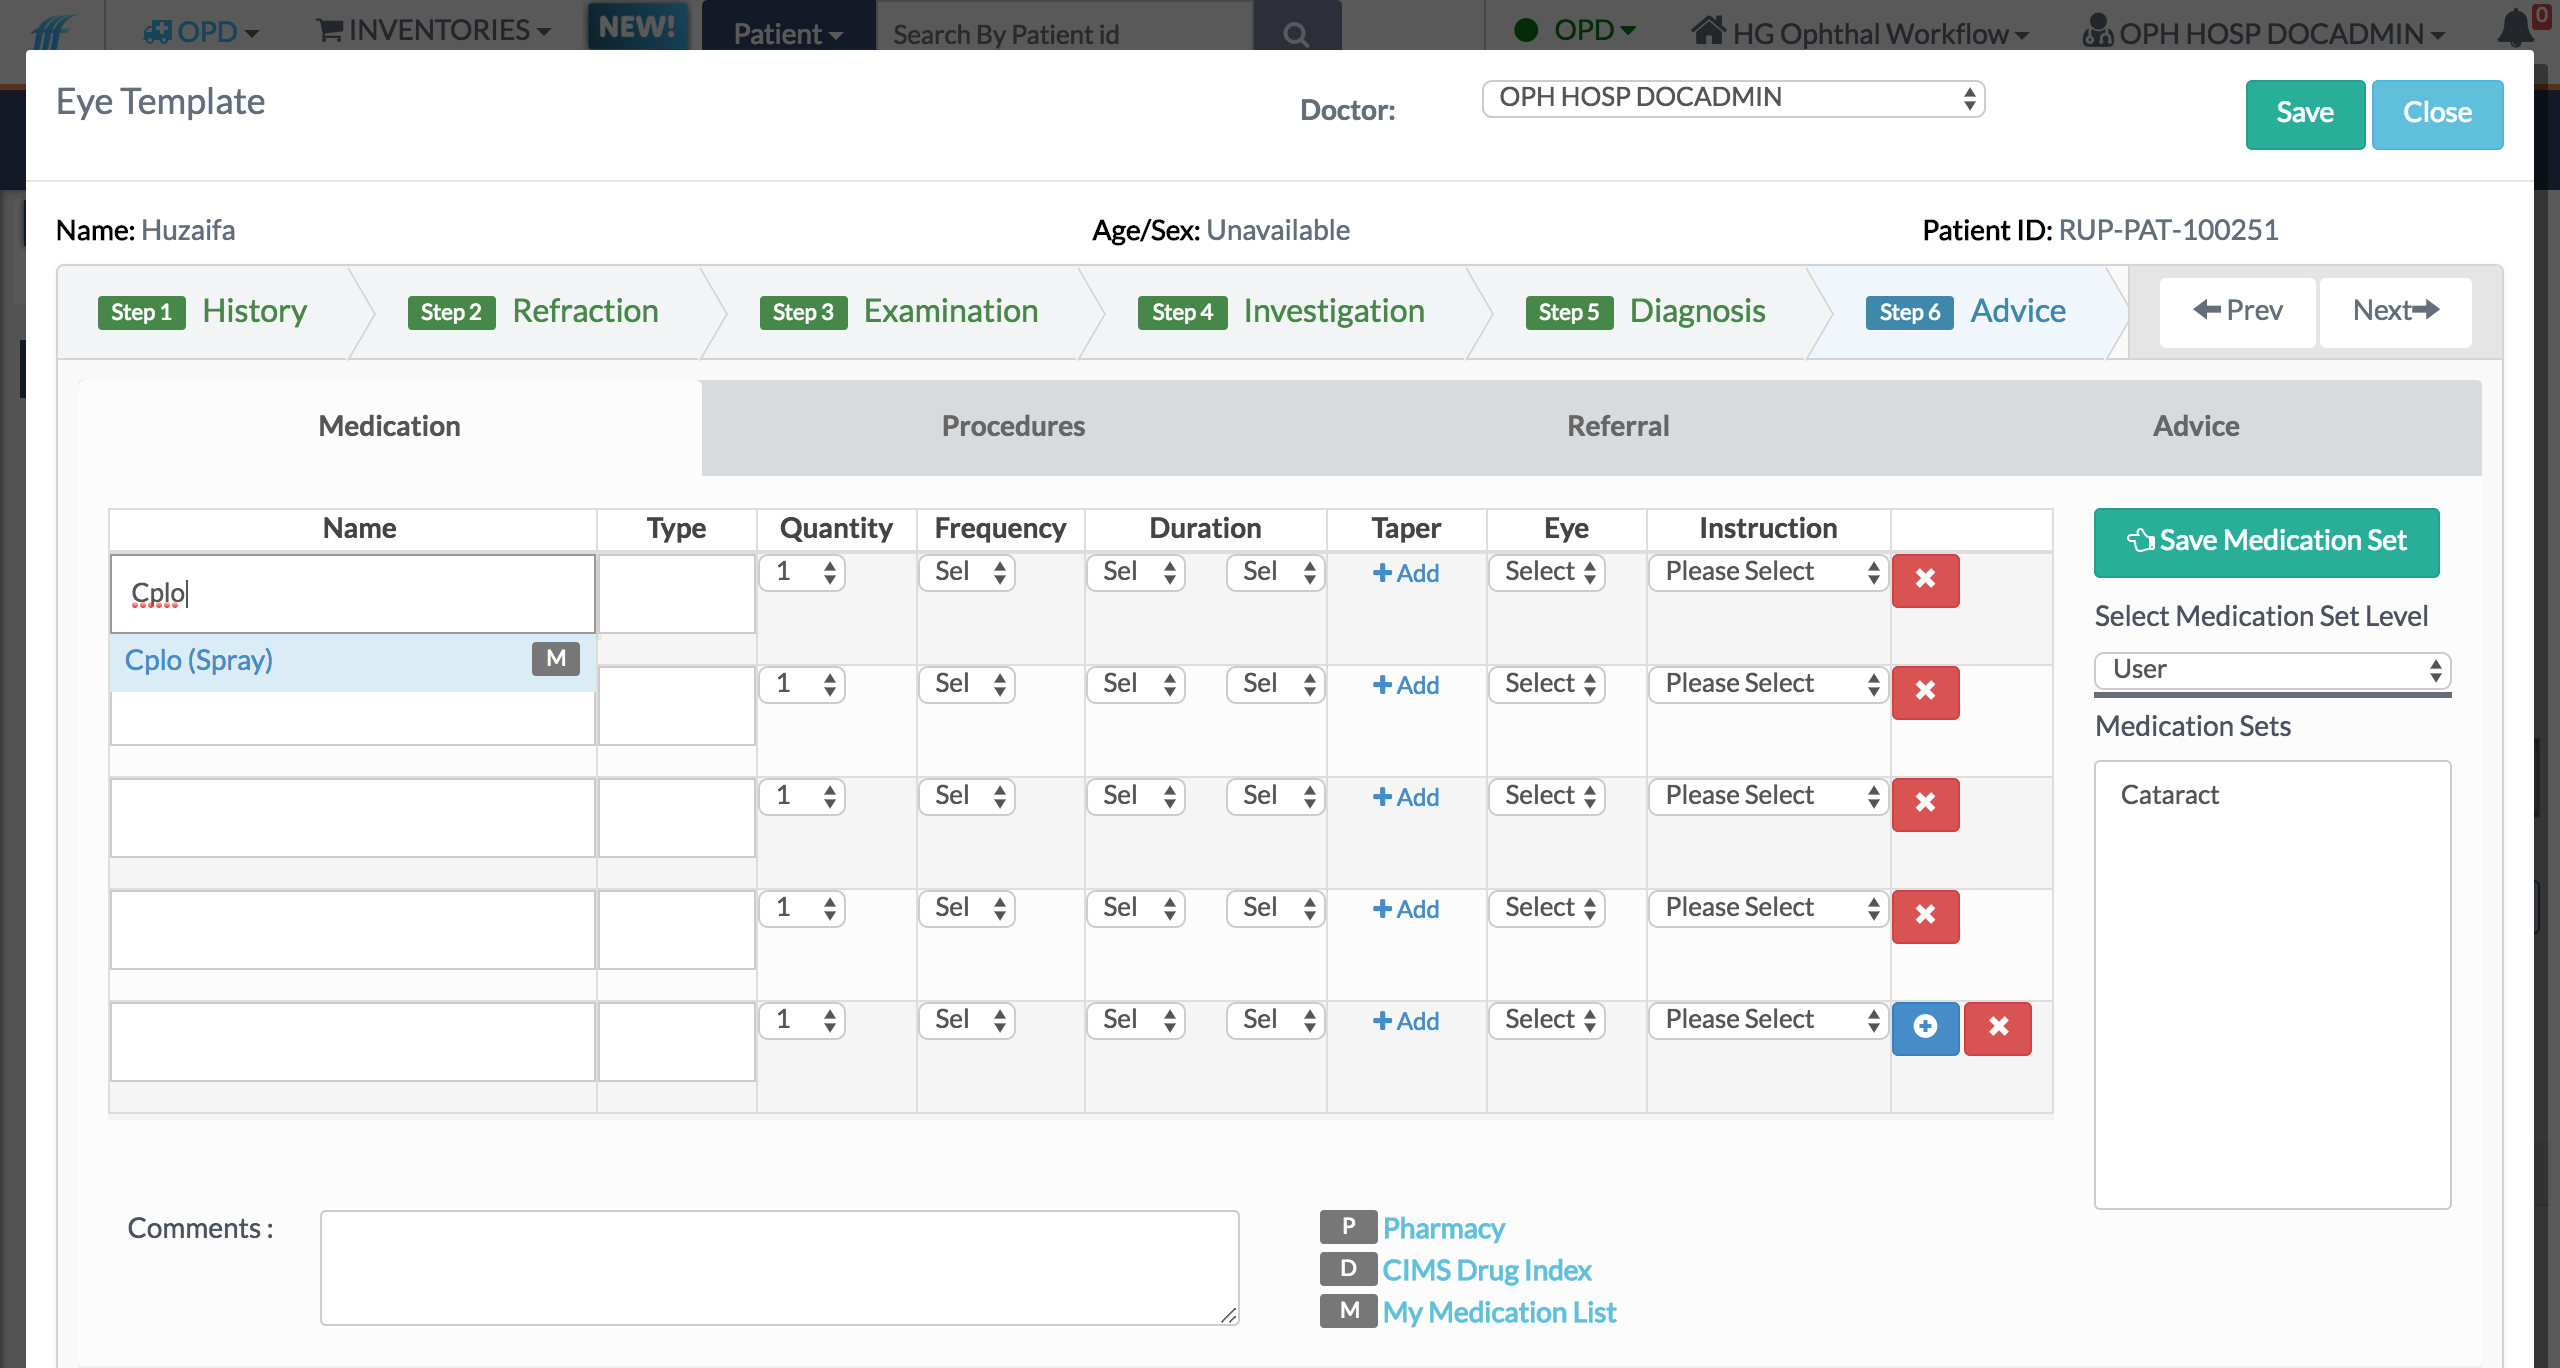 OPD INVENTORIES NEW! Patient Search By Patient id OPD HG Ophthal Workflow OPH HOSP DOCADMIN 0
Eye Template Doctor: OPH HOSP DOCADMIN Save Close
Name: Huzaifa Age/Sex: Unavailable Patient ID: RUP-PAT-100251
Step 1 History Step 2 Refraction Step 3 Examination Step 4 Investigation Step 5 Diagnosis Step 6 Advice Prev Next
Medication Procedures Referral Advice
Name Type Quantity Frequency Duration Taper Eye Instruction
Cplo 1 Sel Sel Sel Add Select Please Select
Cplo (Spray) M
1 Sel Sel Sel Add Select Please Select
1 Sel Sel Sel Add Select Please Select
1 Sel Sel Sel Add Select Please Select
1 Sel Sel Sel Add Select Please Select
Save Medication Set
Select Medication Set Level
User
Medication Sets
Cataract
Comments :
P Pharmacy
D CIMS Drug Index
M My Medication List